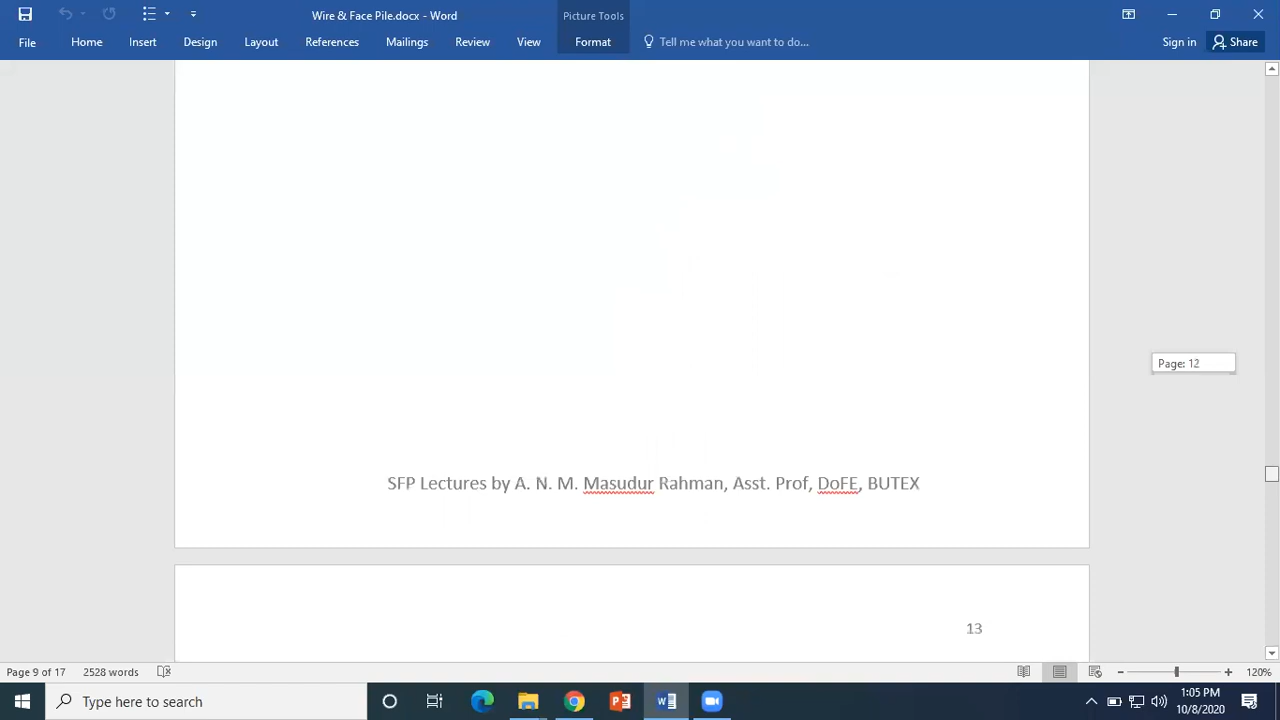 Wire & Face Pile.docx - Word
Picture Tools
File
Home
Insert
Design
Layout
References
Mailings
Review
View
Format
Tell me what you want to do...
Sign in
Share
Page: 12
SFP Lectures by A. N. M. Masudur Rahman, Asst. Prof, DoFE, BUTEX
13
Page 9 of 17
2528 words
120%
Type here to search
1:05 PM
10/8/2020